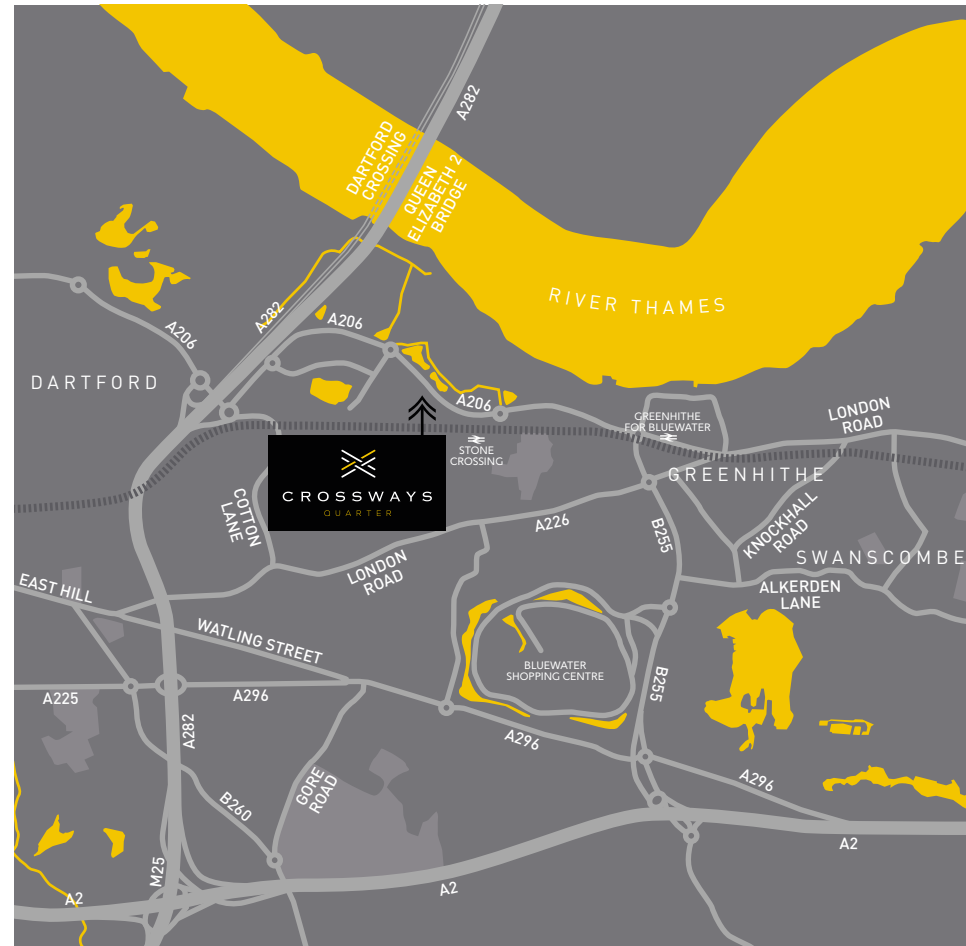 A282
DARTFORD
CROSSING
QUEEN
ELIZABETH 2
BRIDGE
RIVER THAMES
A282
A206
A206
DARTFORD
A206
GREENHITHE
FOR BLUEWATER
LONDON
ROAD
STONE
CROSSING
GREENHITHE
CROSSWAYS
QUARTER
COTTON
LANE
A226
B255
KNOCKHALL
ROAD
SWANSCOMBE
LONDON
ROAD
EAST HILL
ALKERDEN
LANE
WATLING STREET
BLUEWATER
SHOPPING CENTRE
A225
A296
B255
A282
A296
A296
GORE
ROAD
B260
A2
M25
A2
A2